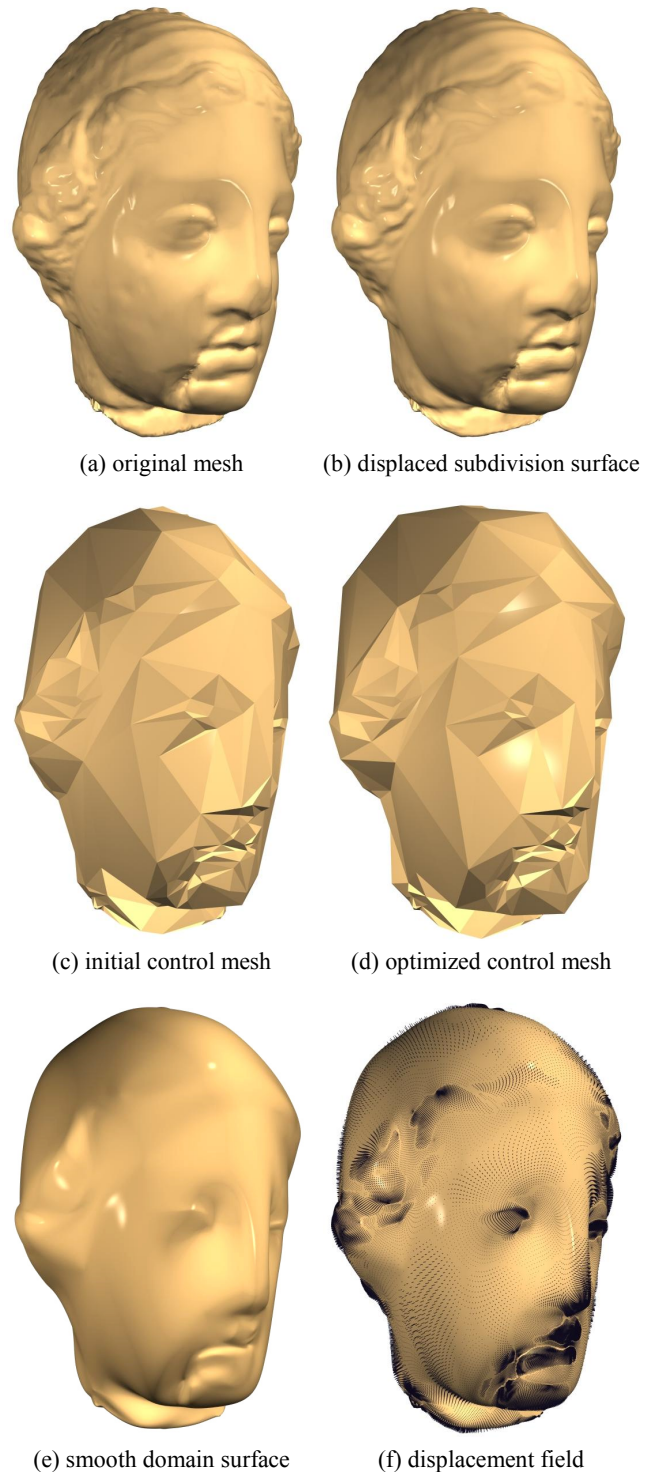 (a) original mesh
(b) displaced subdivision surface
(c) initial control mesh
(d) optimized control mesh
(e) smooth domain surface
(f) displacement field